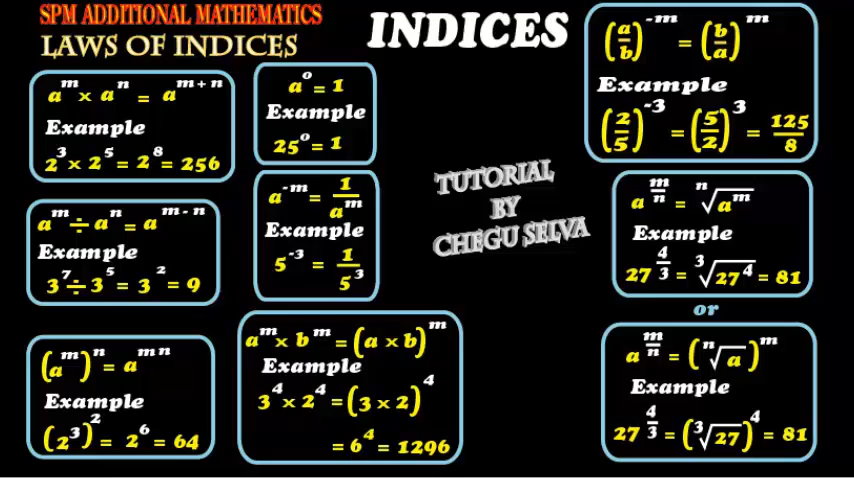 SPM ADDITIONAL MATHEMATICS
LAWS OF INDICES
INDICES
a^m × a^n = a^(m+n)
Example
2^3 × 2^5 = 2^8 = 256
a^m ÷ a^n = a^(m-n)
Example
3^7 ÷ 3^5 = 3^2 = 9
(a^m)^n = a^(mn)
Example
(2^3)^2 = 2^6 = 64
a^0 = 1
Example
25^0 = 1
a^(-m) = 1/a^m
Example
5^(-3) = 1/5^3
a^m × b^m = (a × b)^m
Example
3^4 × 2^4 = (3 × 2)^4
= 6^4 = 1296
TUTORIAL
BY
CHEGU SELVA
(a/b)^(-m) = (b/a)^m
Example
(2/5)^(-3) = (5/2)^3 = 125/8
a^(m/n) = ⁿ√(a^m)
Example
27^(4/3) = ³√(27^4) = 81
or
a^(m/n) = (ⁿ√a)^m
Example
27^(4/3) = (³√27)^4 = 81